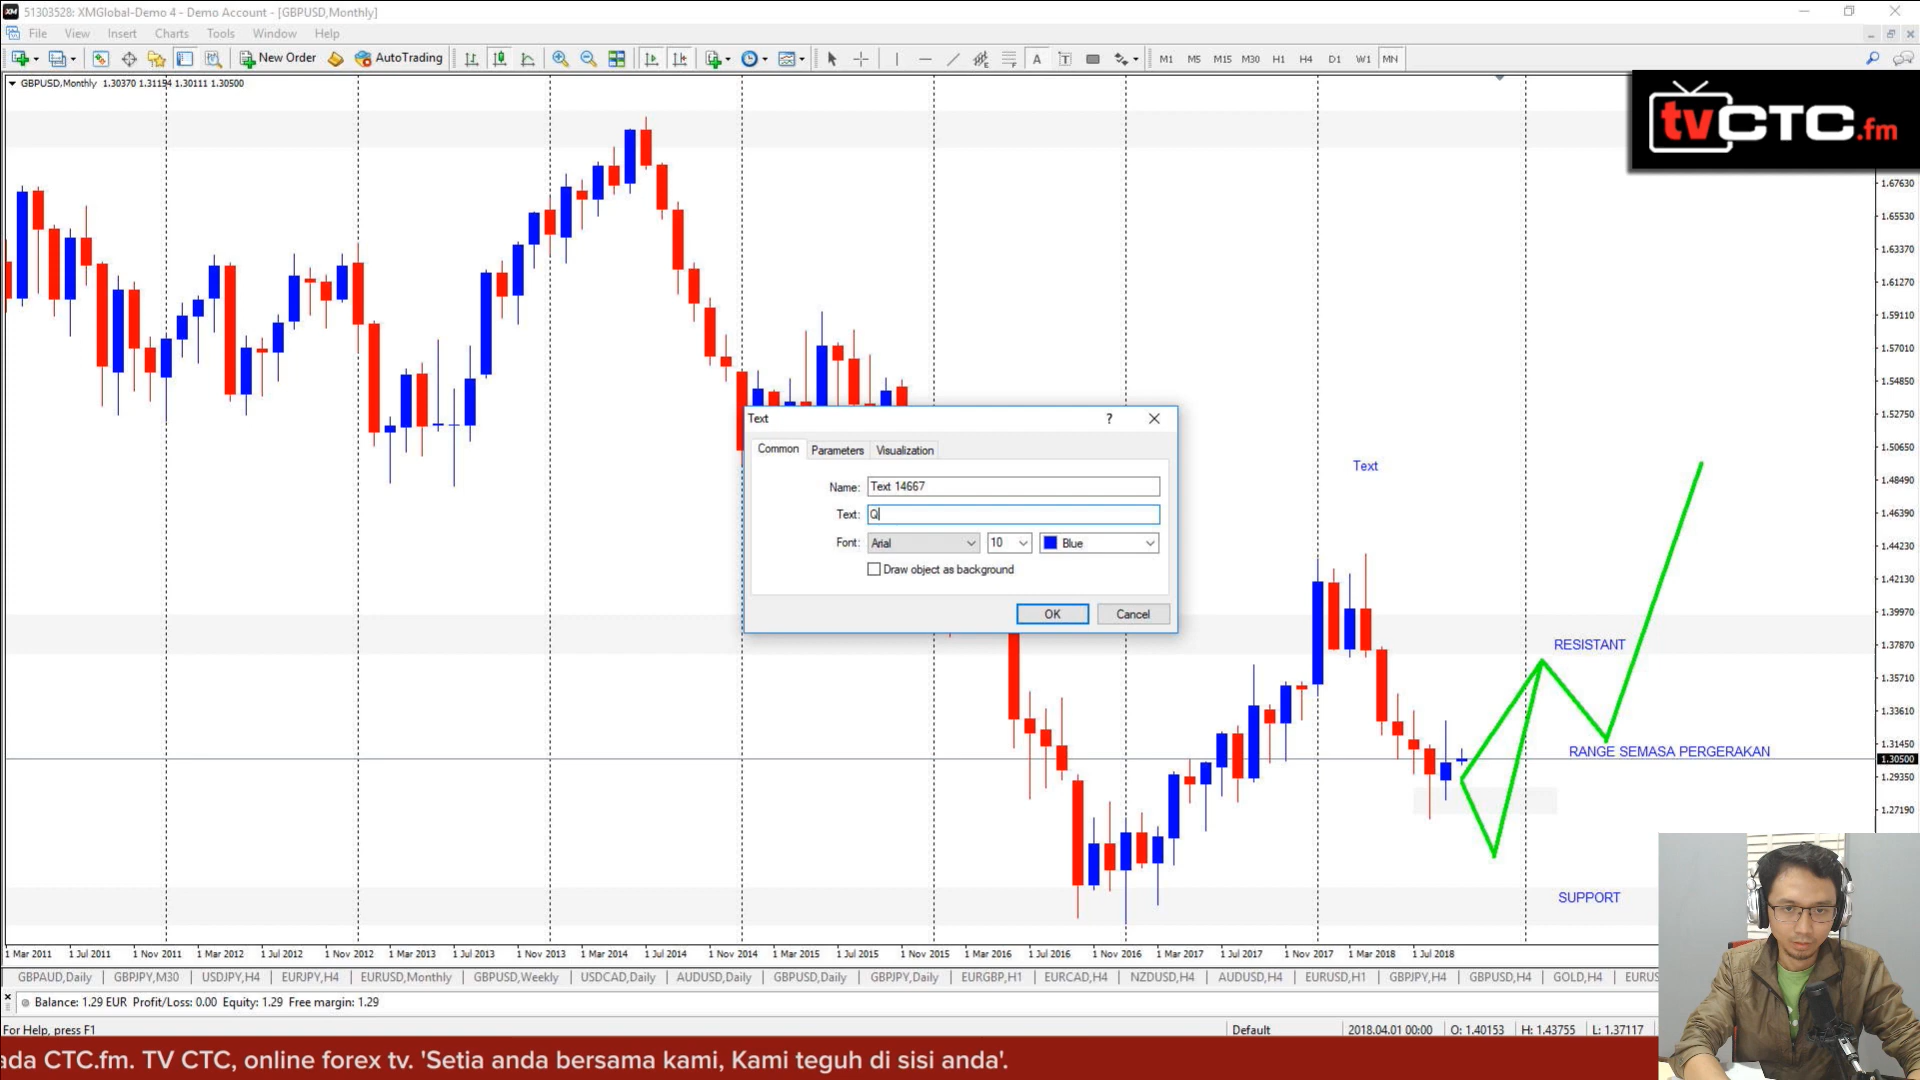 51303528: XMGlobal-Demo 4 - Demo Account - [GBPUSD,Monthly]
File View Insert Charts Tools Window Help
New Order AutoTrading A T M1 M5 M15 M30 H1 H4 D1 W1 MN
GBPUSD,Monthly 1.30370 1.31194 1.30111 1.30500
tvCTC.fm
1.67630
1.65530
1.63370
1.61270
1.59110
1.57010
1.54850
1.52750
1.50650
1.48490
1.46390
1.44230
1.42130
1.39970
1.37870
1.35710
1.33610
1.31450
1.30500
1.29350
1.27190
Text
Common Parameters Visualization
Name: Text 14667
Text: Q
Font: Arial 10 Blue
Draw object as background
OK Cancel
Text
RESISTANT
RANGE SEMASA PERGERAKAN
SUPPORT
1 Mar 2011 1 Jul 2011 1 Nov 2011 1 Mar 2012 1 Jul 2012 1 Nov 2012 1 Mar 2013 1 Jul 2013 1 Nov 2013 1 Mar 2014 1 Jul 2014 1 Nov 2014 1 Mar 2015 1 Jul 2015 1 Nov 2015 1 Mar 2016 1 Jul 2016 1 Nov 2016 1 Mar 2017 1 Jul 2017 1 Nov 2017 1 Mar 2018 1 Jul 2018
GBPAUD,Daily GBPJPY,M30 USDJPY,H4 EURJPY,H4 EURUSD,Monthly GBPUSD,Weekly USDCAD,Daily AUDUSD,Daily GBPUSD,Daily GBPJPY,Daily EURGBP,H1 EURCAD,H4 NZDUSD,H4 AUDUSD,H4 EURUSD,H1 GBPJPY,H4 GBPUSD,H4 GOLD,H4 EURUS
Balance: 1.29 EUR Profit/Loss: 0.00 Equity: 1.29 Free margin: 1.29
For Help, press F1 Default 2018.04.01 00:00 O: 1.40153 H: 1.43755 L: 1.37117
ada CTC.fm. TV CTC, online forex tv. 'Setia anda bersama kami, Kami teguh di sisi anda'.